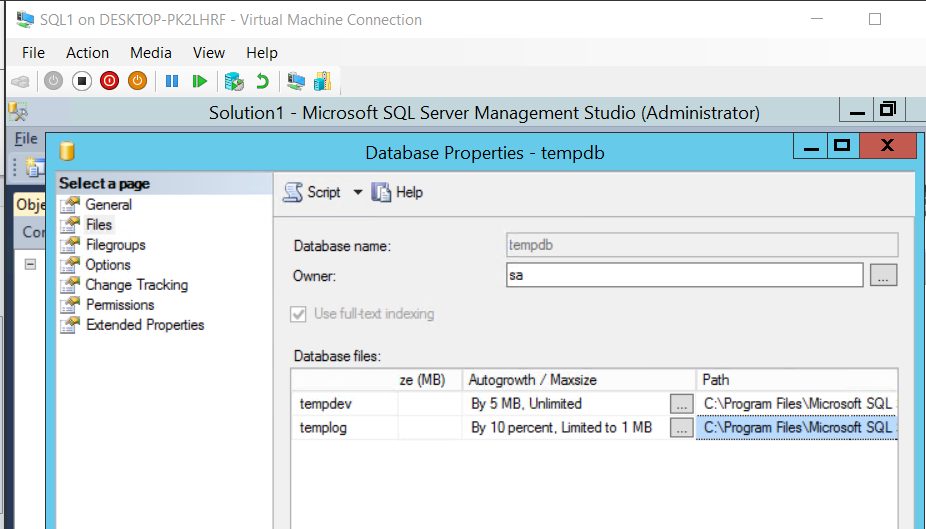 SQL1 on DESKTOP-PK2LHRF - Virtual Machine Connection
File Action Media View Help
Solution1 - Microsoft SQL Server Management Studio (Administrator)
File
Database Properties - tempdb
Select a page
Script Help
General
Obje
Files
Con
Filegroups
Options
Change Tracking
Permissions
Extended Properties
Database name: tempdb
Owner: sa ...
Use full-text indexing
Database files:
ze (MB) Autogrowth / Maxsize Path
tempdev By 5 MB, Unlimited ... C:\Program Files\Microsoft SQL
templog By 10 percent, Limited to 1 MB ... C:\Program Files\Microsoft SQL